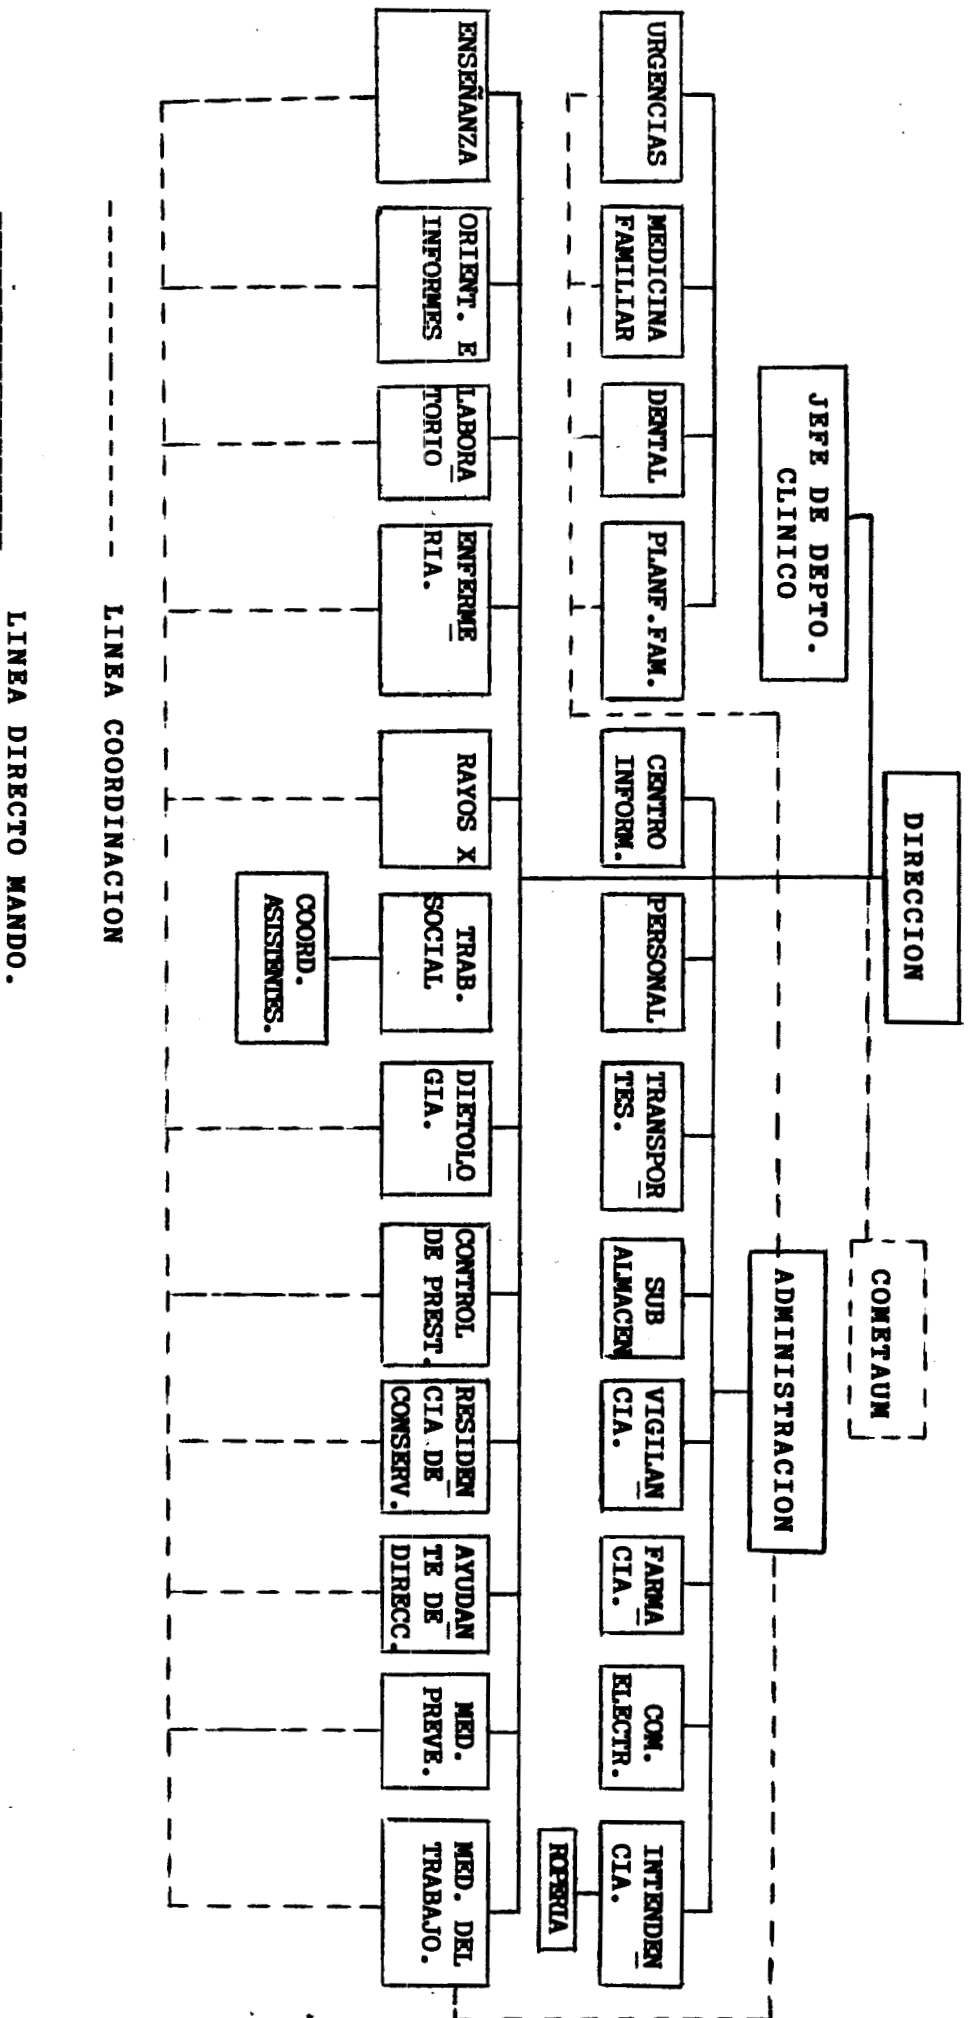 DIRECCION
COMETAUM
JEFE DE DEPTO.
CLINICO
ADMINISTRACION
URGENCIAS
MEDICINA
FAMILIAR
DENTAL
PLANF.FAM.
CENTRO
INFORM.
PERSONAL
TRANSPOR
TES.
SUB
ALMACEN
VIGILAN
CIA.
FARMA
CIA.
COM.
ELECTR.
INTENDEN
CIA.
ROPERIA
ENSEÑANZA
ORIENT. E
INFORMES
LABORA
TORIO
ENFERME
RIA.
RAYOS X
TRAB.
SOCIAL
DIETOLO
GIA.
CONTROL
DE PREST.
RESIDEN
CIA DE
CONSERV.
AYUDAN
TE DE
DIRECC.
MED.
PREVE.
MED. DEL
TRABAJO.
COORD.
ASISTENTES.
LINEA COORDINACION
LINEA DIRECTO MANDO.